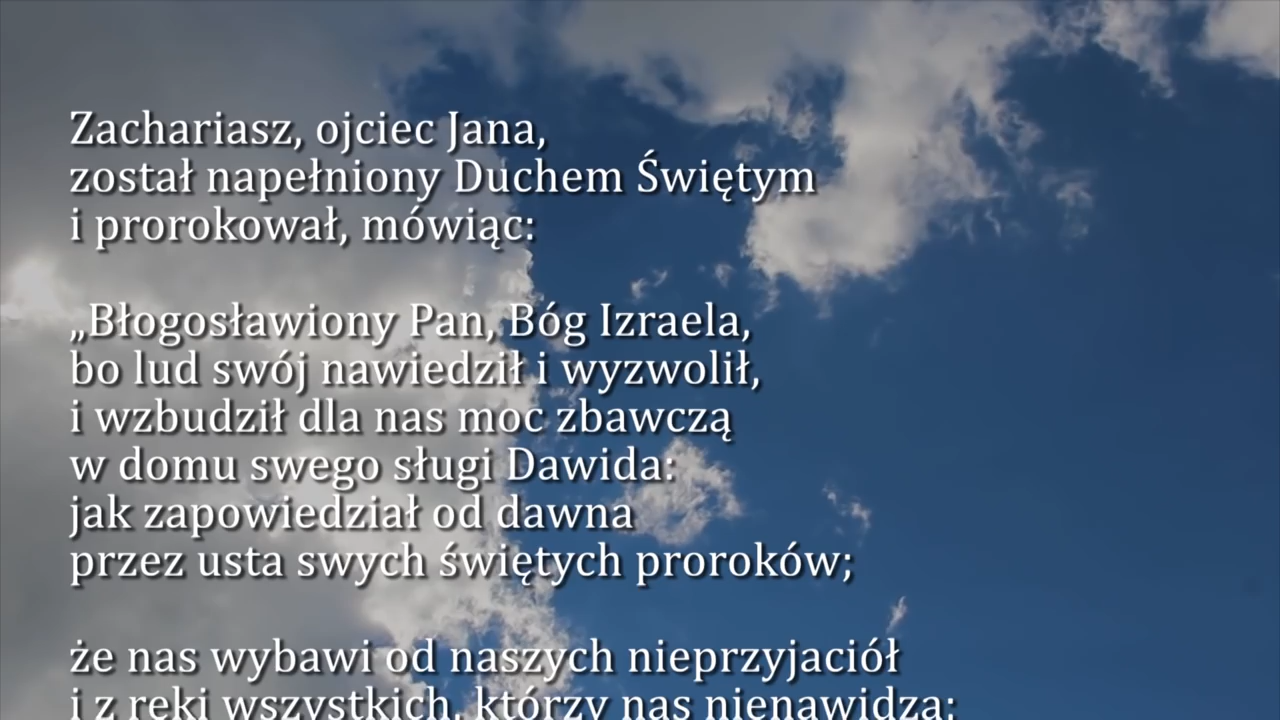 Zachariasz, ojciec Jana,
został napełniony Duchem Świętym
i prorokował, mówiąc:
„Błogosławiony Pan, Bóg Izraela,
bo lud swój nawiedził i wyzwolił,
i wzbudził dla nas moc zbawczą
w domu swego sługi Dawida:
jak zapowiedział od dawna
przez usta swych świętych proroków;
że nas wybawi od naszych nieprzyjaciół
i z ręki wszystkich, którzy nas nienawidzą;